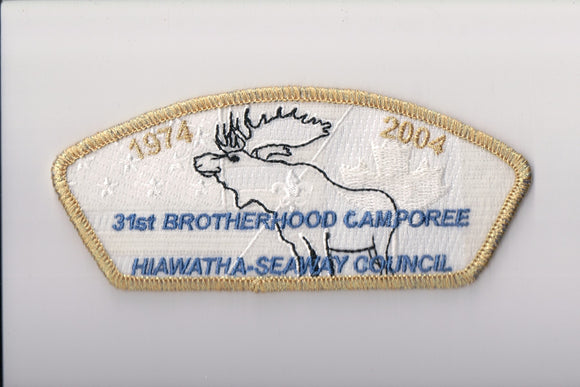 1974 2004
31st BROTHERHOOD CAMPOREE
HIAWATHA-SEAWAY COUNCIL